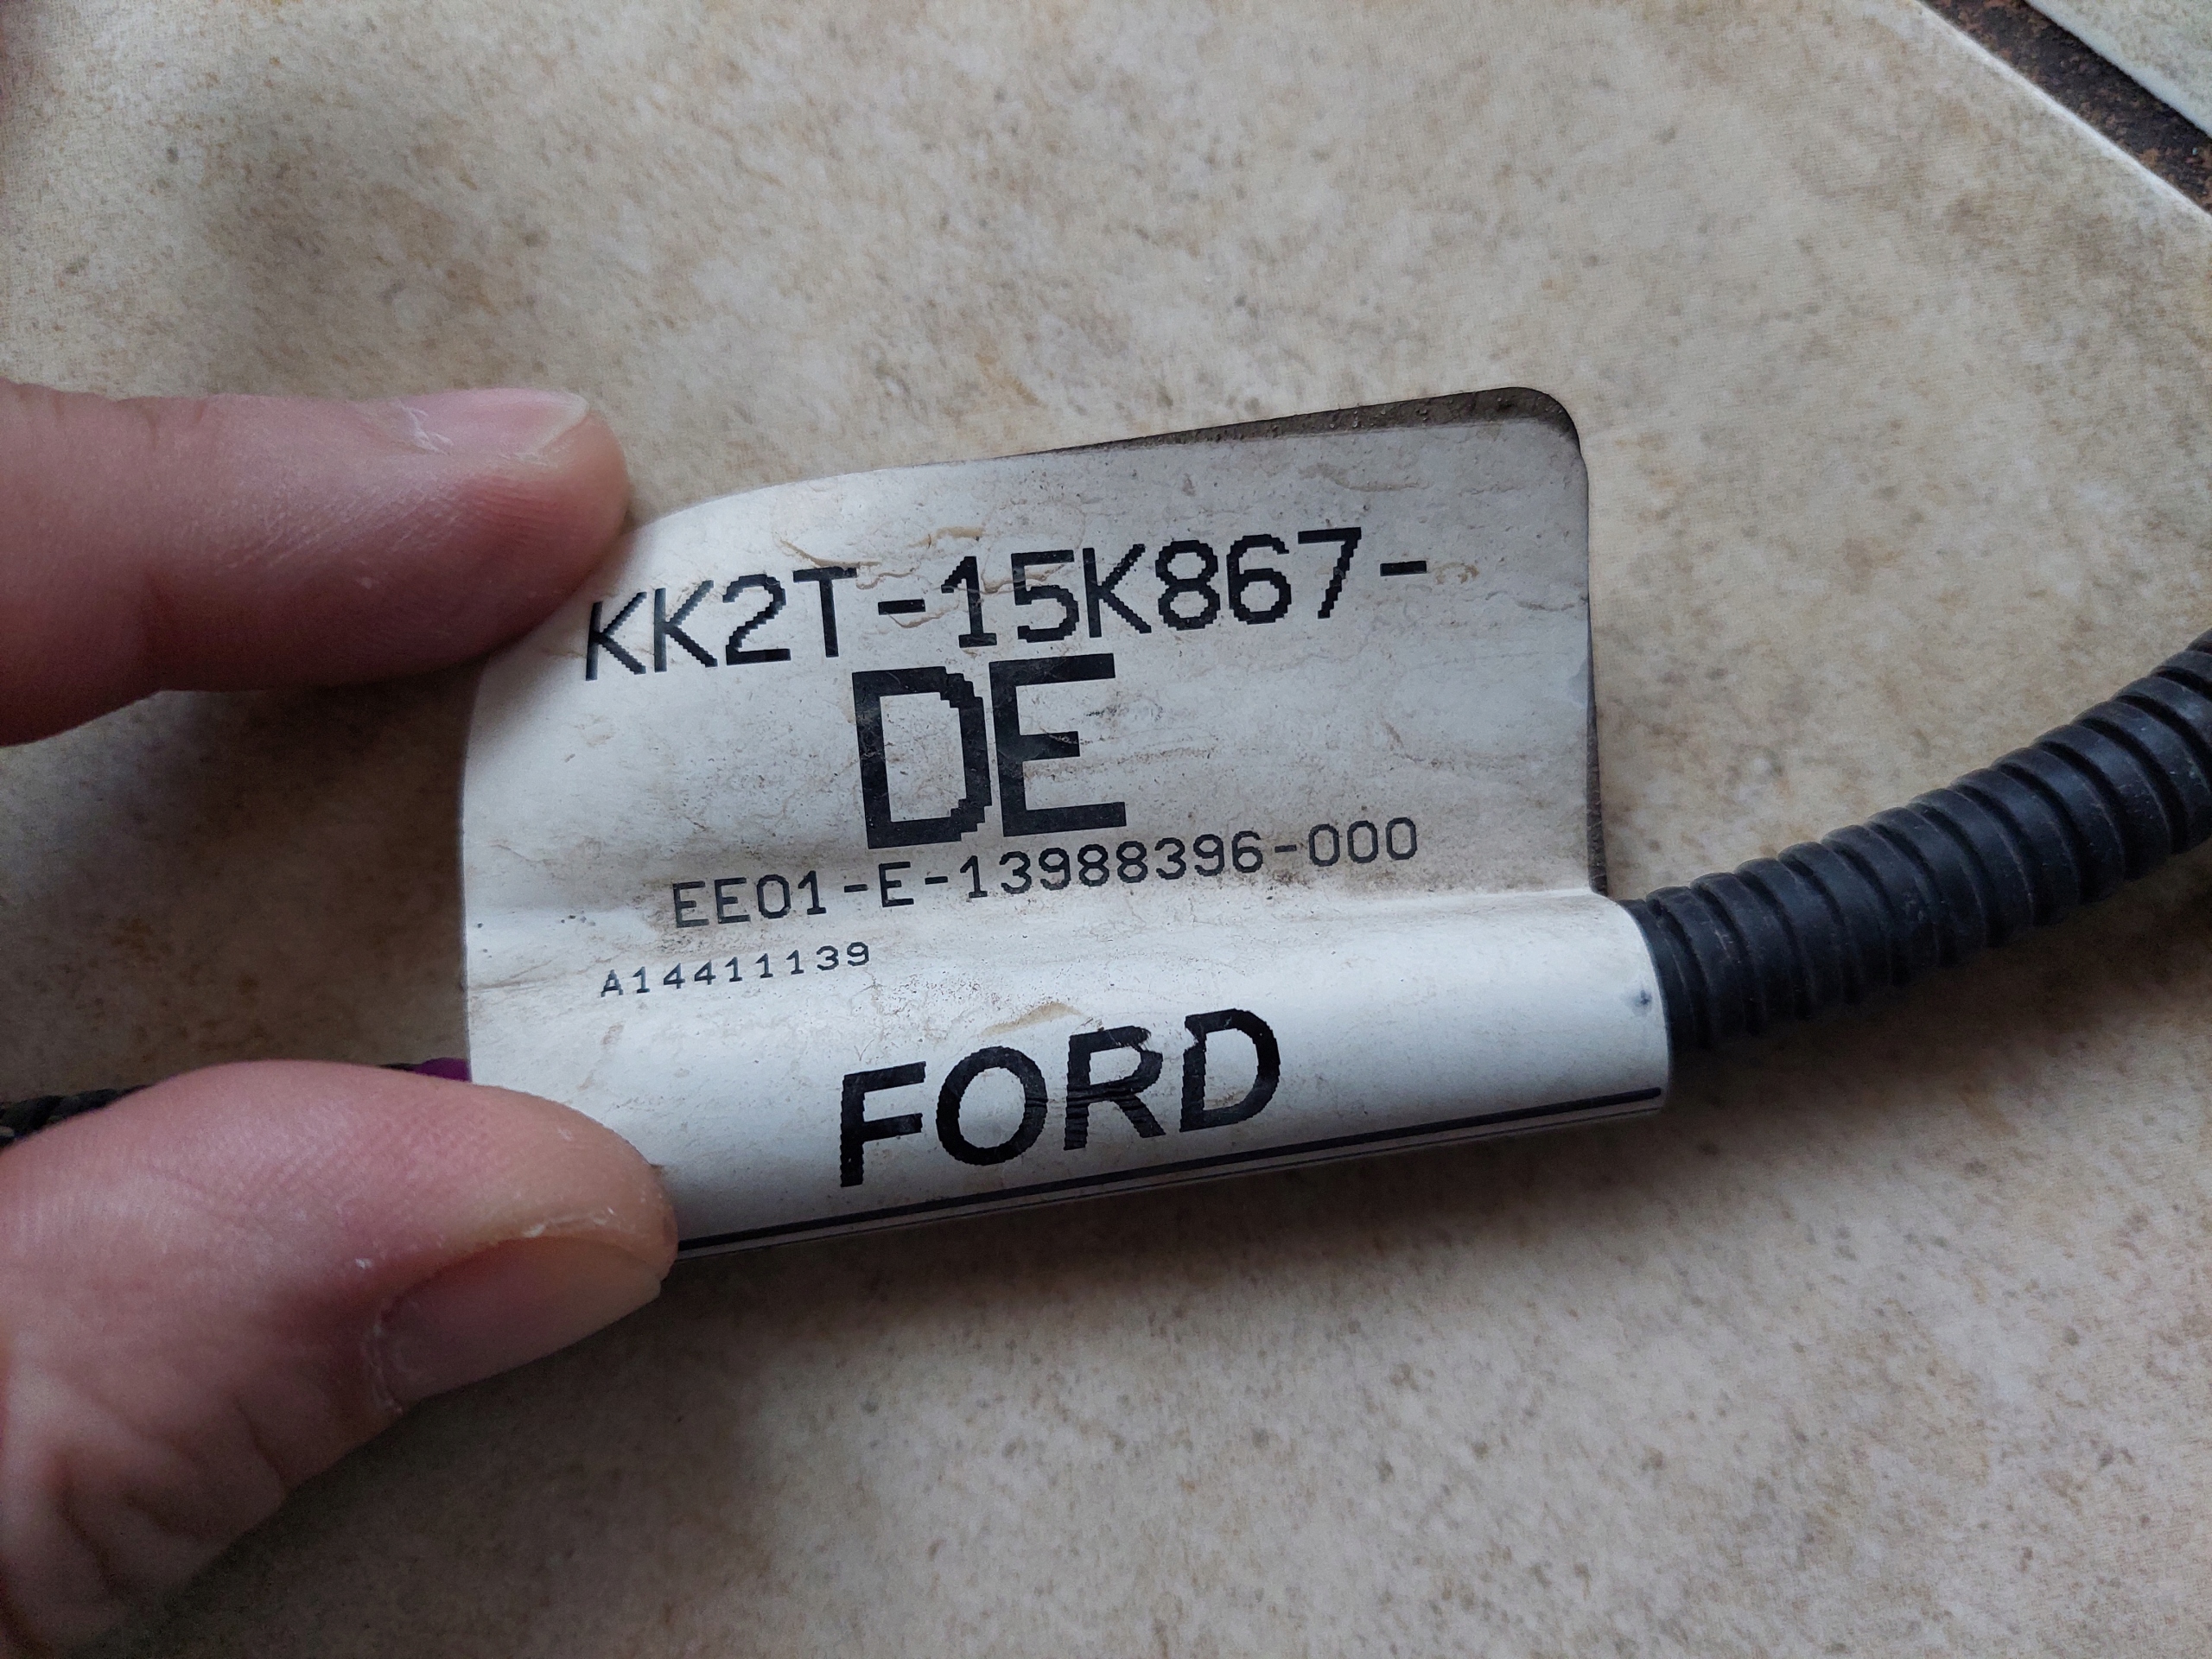 KK2T-15K867-
DE
EE01-E-13988396-000
A14411139
FORD